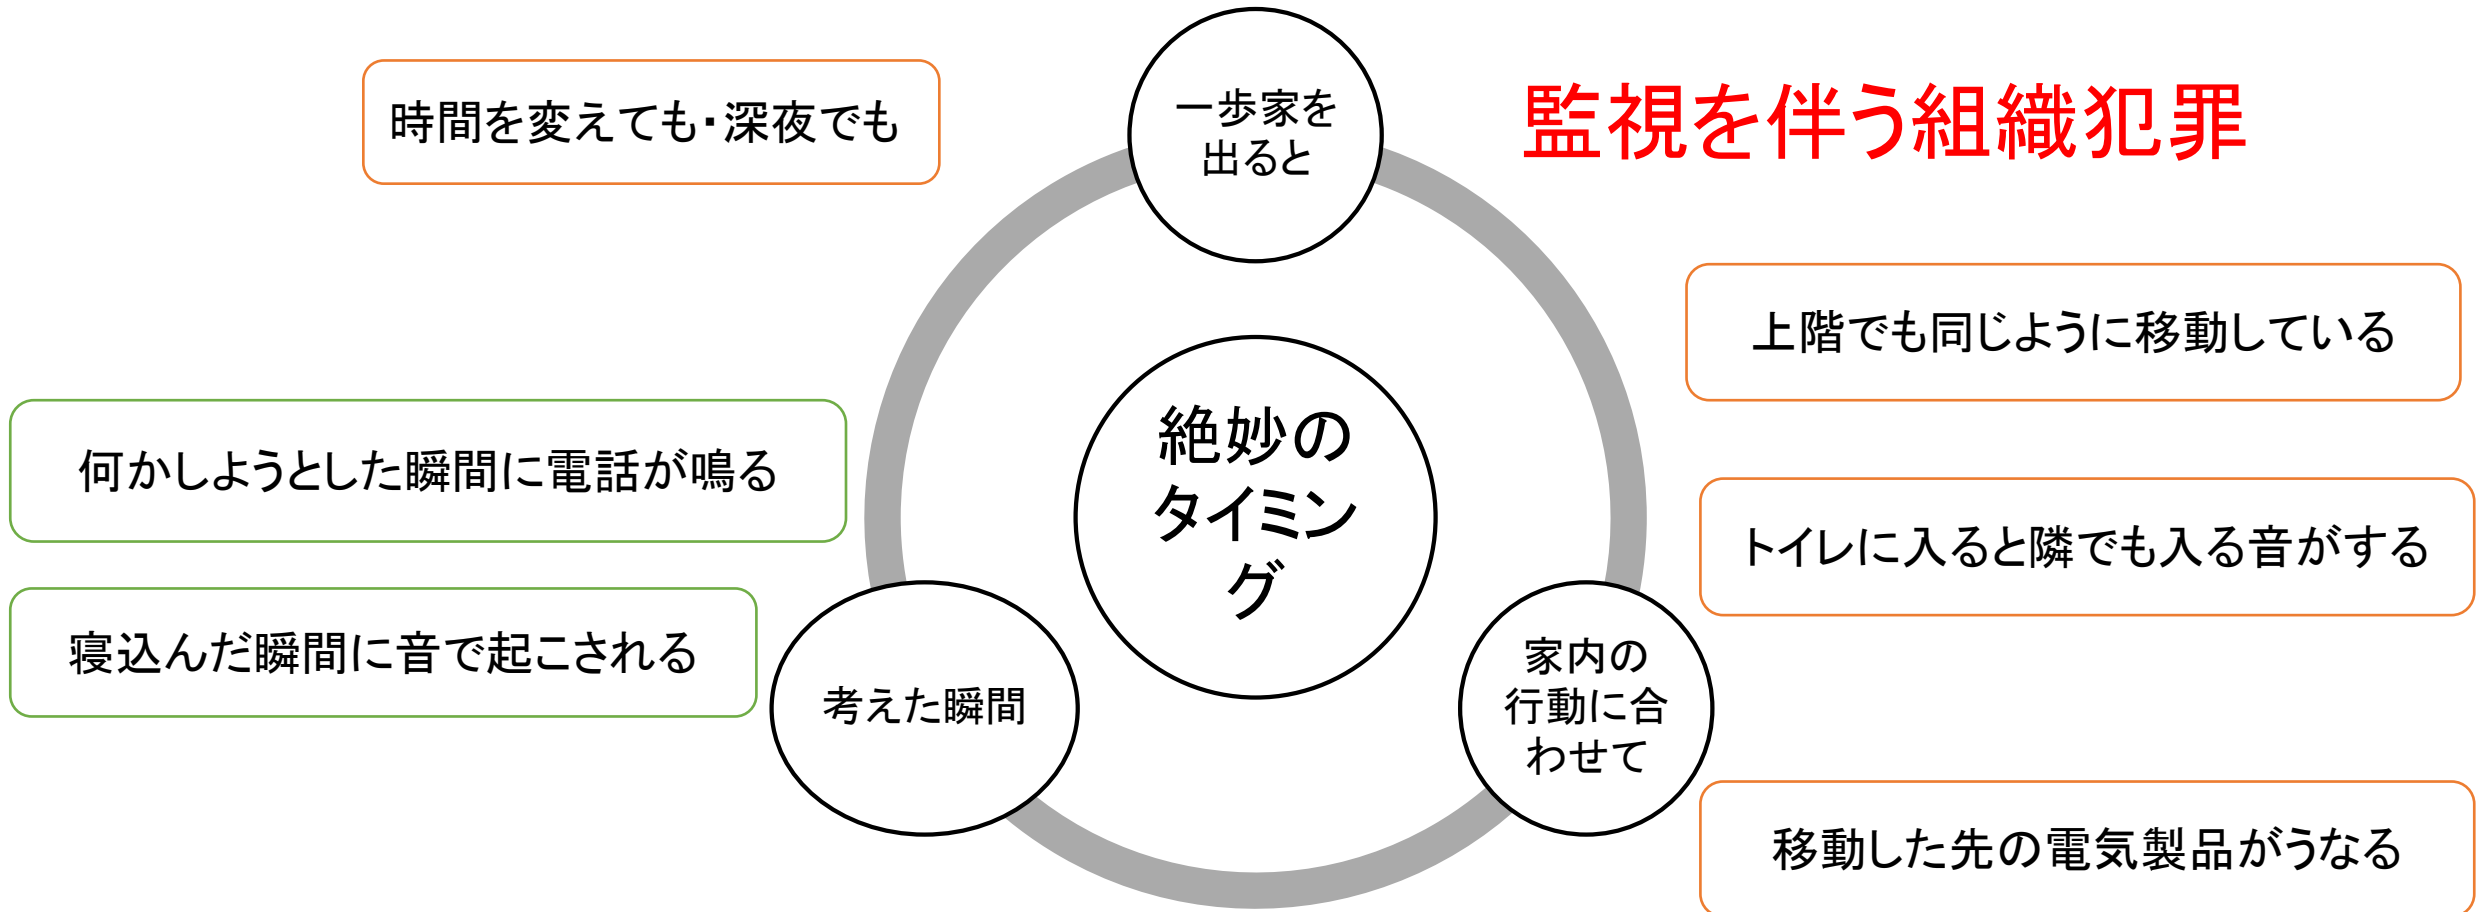 一歩家を
出ると
監視を伴う組織犯罪
時間を変えても・深夜でも
上階でも同じように移動している
絶妙の
タイミン
グ
何かしようとした瞬間に電話が鳴る
トイレに入ると隣でも入る音がする
寝込んだ瞬間に音で起こされる
考えた瞬間
家内の
行動に合
わせて
移動した先の電気製品がうなる